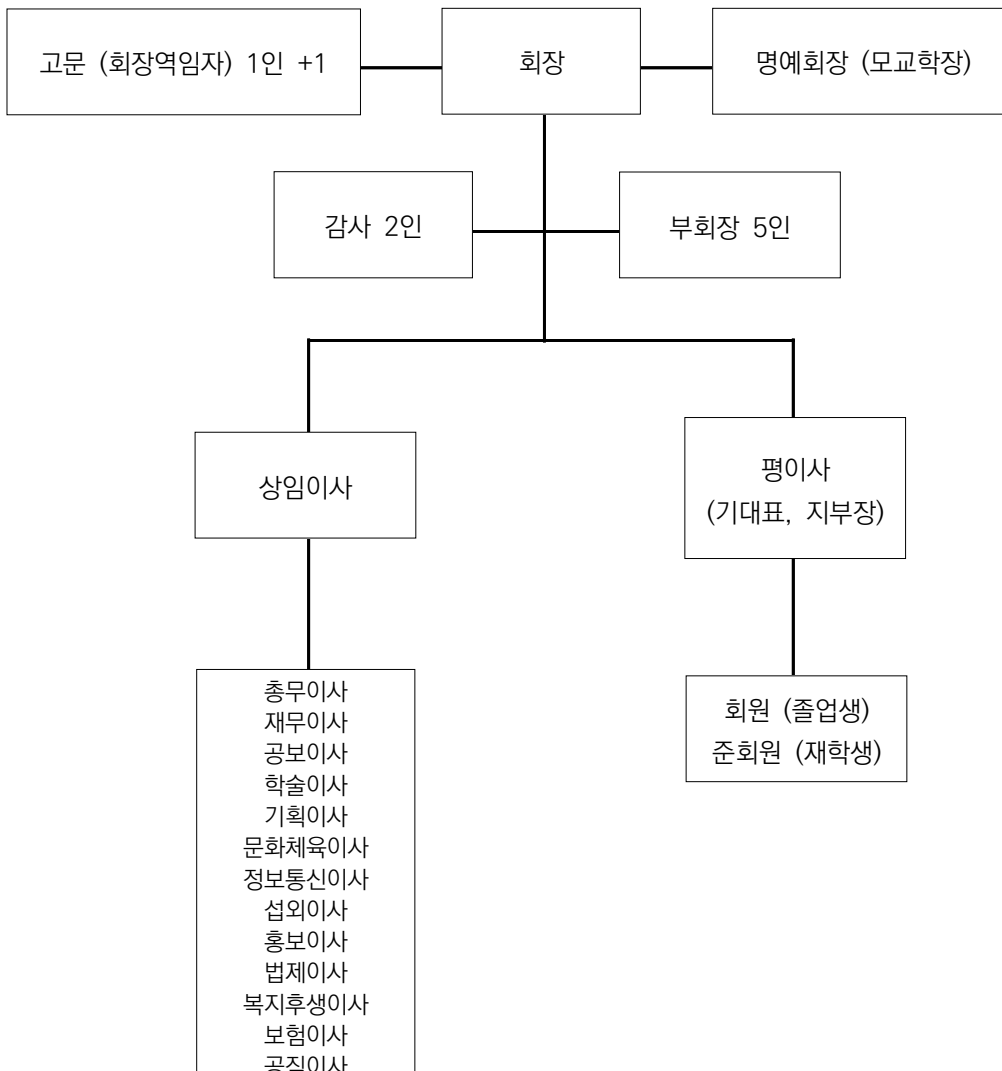 고문 (회장역임자) 1인 +1
회장
명예회장 (모교학장)
감사 2인
부회장 5인
상임이사
평이사
(기대표, 지부장)
총무이사
재무이사
공보이사
학술이사
기획이사
문화체육이사
정보통신이사
섭외이사
홍보이사
법제이사
복지후생이사
보험이사
공직이사
회원 (졸업생)
준회원 (재학생)